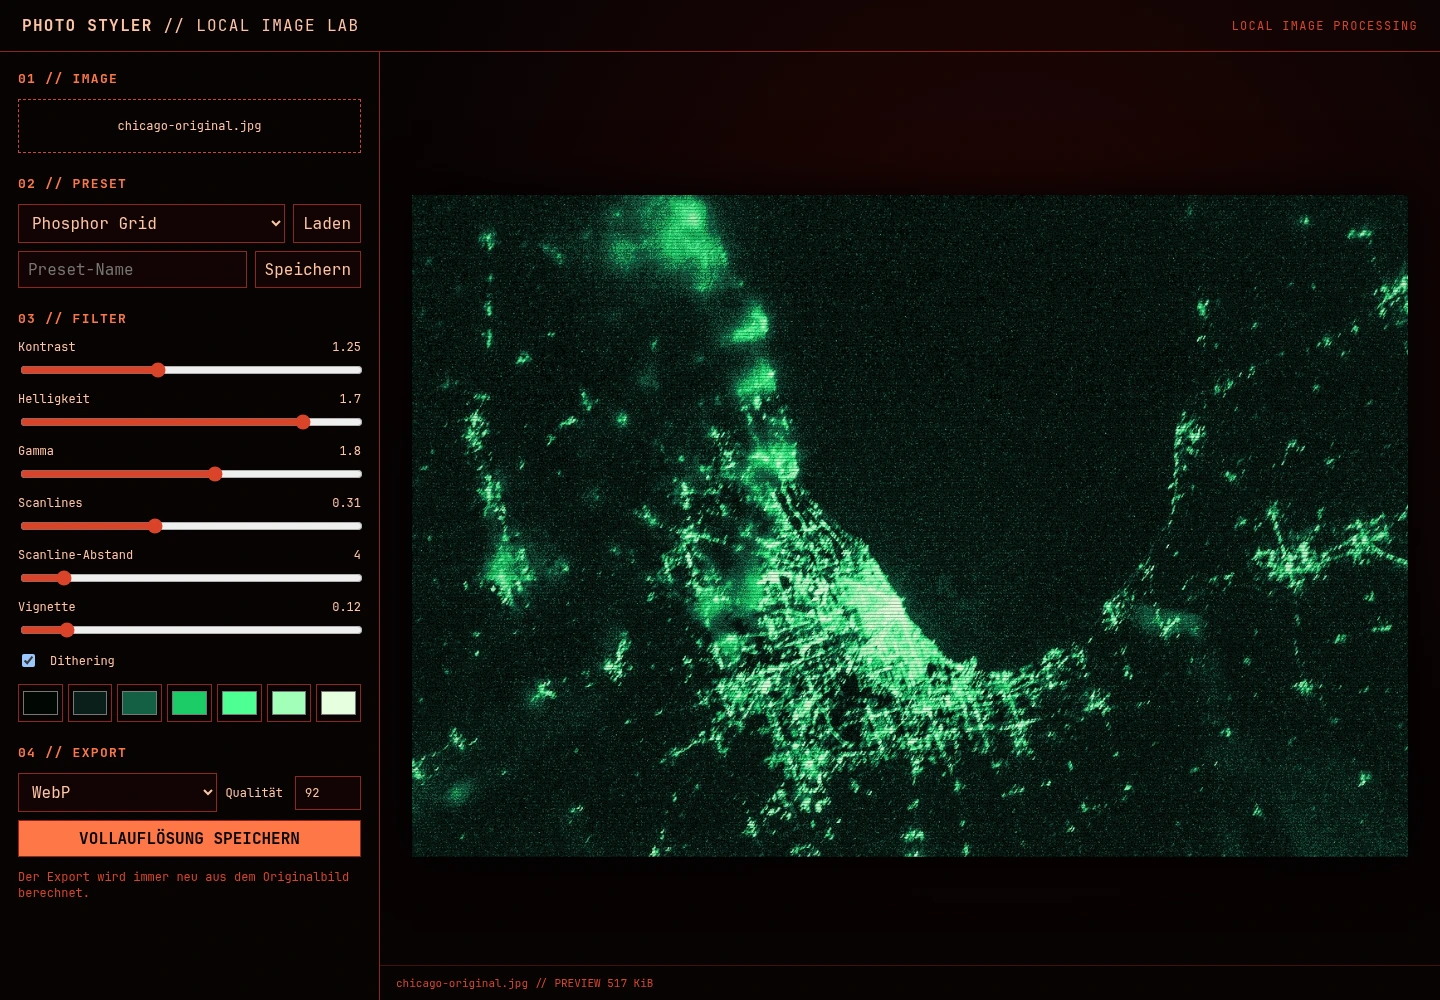 PHOTO STYLER // LOCAL IMAGE LAB
LOCAL IMAGE PROCESSING
01 // IMAGE
chicago-original.jpg
02 // PRESET
Phosphor Grid
Laden
Preset-Name
Speichern
03 // FILTER
Kontrast 1.25
Helligkeit 1.7
Gamma 1.8
Scanlines 0.31
Scanline-Abstand 4
Vignette 0.12
Dithering
04 // EXPORT
WebP
Qualität
92
VOLLAUFLÖSUNG SPEICHERN
Der Export wird immer neu aus dem Originalbild
berechnet.
chicago-original.jpg // PREVIEW 517 KiB